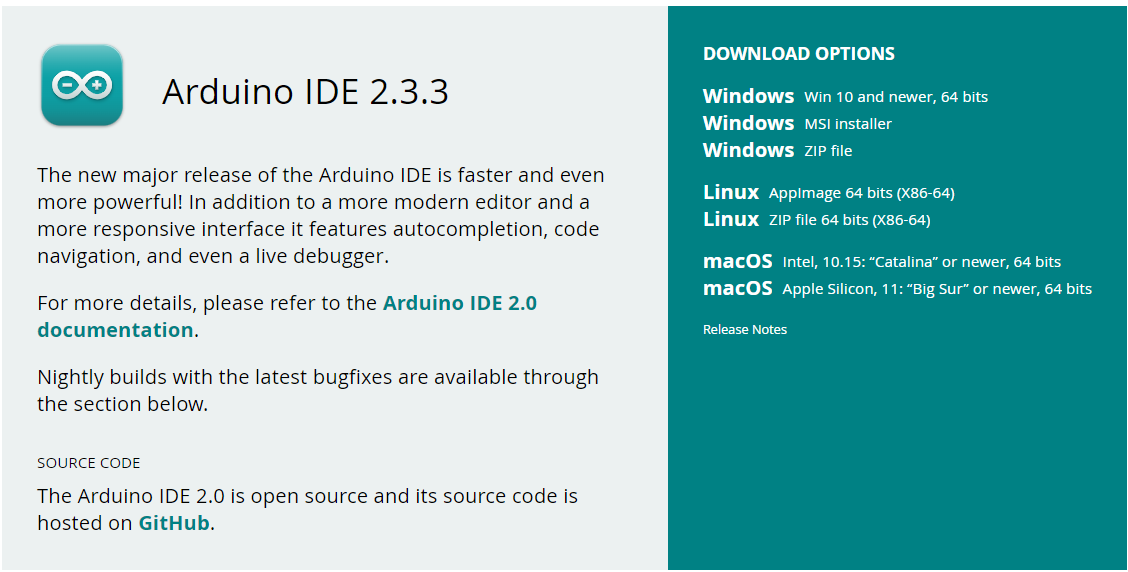 Arduino IDE 2.3.3
The new major release of the Arduino IDE is faster and even
more powerful! In addition to a more modern editor and a
more responsive interface it features autocompletion, code
navigation, and even a live debugger.
For more details, please refer to the Arduino IDE 2.0
documentation.
Nightly builds with the latest bugfixes are available through
the section below.
SOURCE CODE
The Arduino IDE 2.0 is open source and its source code is
hosted on GitHub.
DOWNLOAD OPTIONS
Windows Win 10 and newer, 64 bits
Windows MSI installer
Windows ZIP file
Linux AppImage 64 bits (X86-64)
Linux ZIP file 64 bits (X86-64)
macOS Intel, 10.15: “Catalina” or newer, 64 bits
macOS Apple Silicon, 11: “Big Sur” or newer, 64 bits
Release Notes